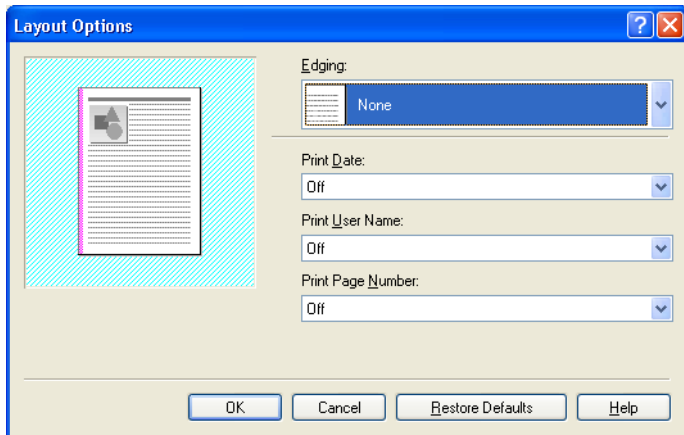 Layout Options
Edging:
None
Print Date:
Off
Print User Name:
Off
Print Page Number:
Off
OK Cancel Restore Defaults Help